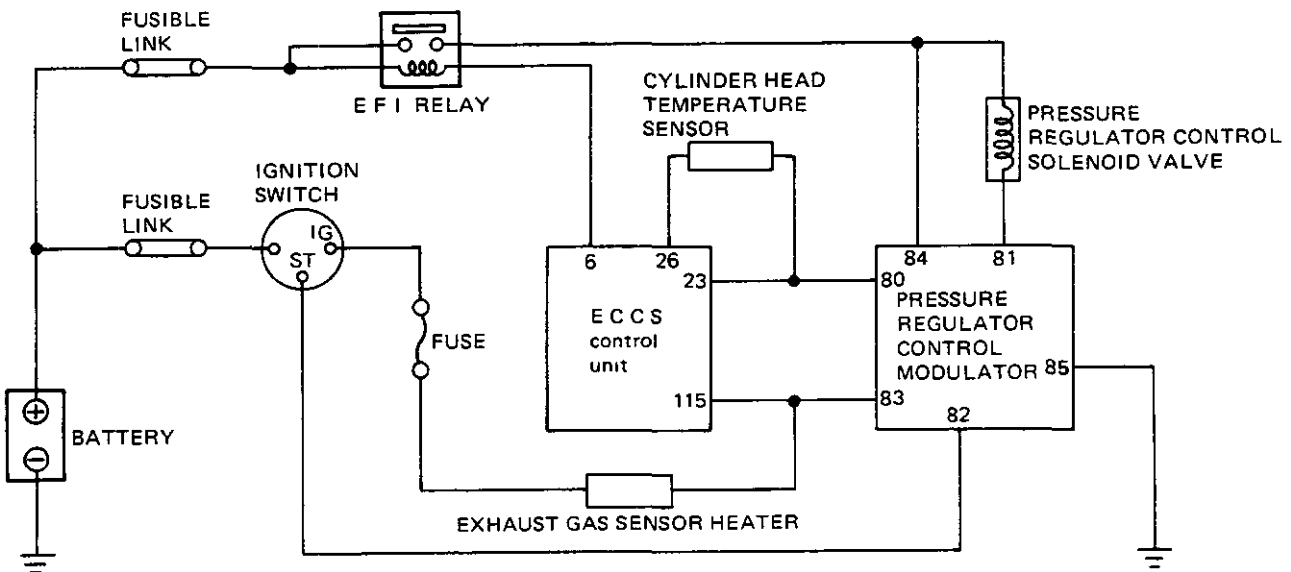 FUSIBLE
LINK
E F I RELAY
CYLINDER HEAD
TEMPERATURE
SENSOR
PRESSURE
REGULATOR CONTROL
SOLENOID VALVE
FUSIBLE
LINK
IGNITION
SWITCH
IG
ST
FUSE
6
26
23
E C C S
control
unit
115
84
81
80
PRESSURE
REGULATOR
CONTROL
MODULATOR
85
83
82
+
−
BATTERY
EXHAUST GAS SENSOR HEATER